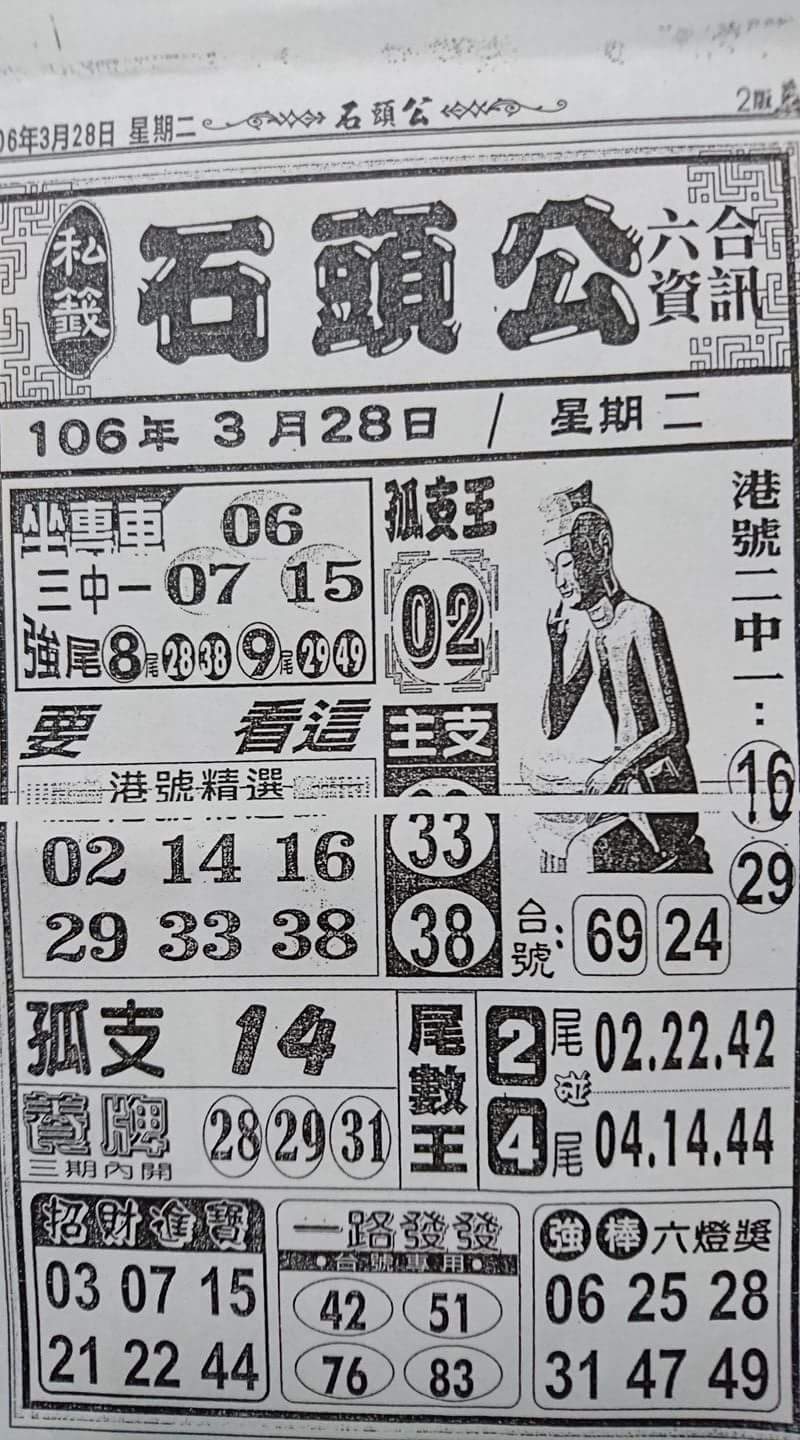 06年3月28日 星期二 石頭公 2版
私籤 石頭公 六合資訊
106年 3月28日 / 星期二
坐專車 06
三中一 07 15
強尾 8尾 28 38 9尾 29 49
孤支王
02
港號二中一：
16
29
要 看這
港號精選
02 14 16
29 33 38
主支
33
38
台號： 69 24
孤支 14
養牌 28 29 31
三期內開
尾數王
2尾 02.22.42
4尾 04.14.44
招財進寶
03 07 15
21 22 44
一路發發
•台號專用•
42 51
76 83
強棒六燈獎
06 25 28
31 47 49